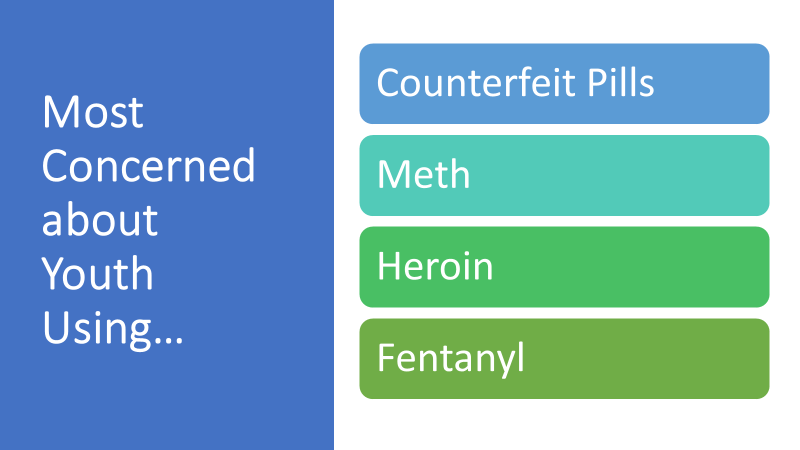 Most
Concerned
about
Youth
Using...
Counterfeit Pills
Meth
Heroin
Fentanyl